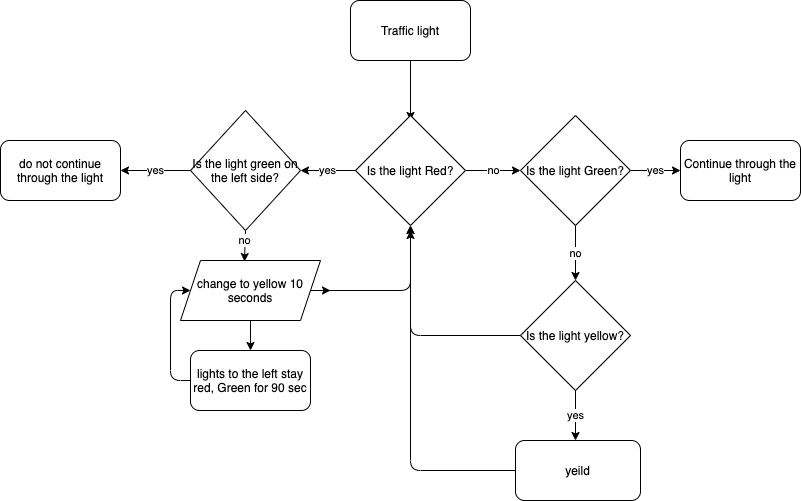 Traffic light
Is the light green on
the left side?
Is the light Red?
Is the light Green?
do not continue
through the light
yes
yes
no
yes
Continue through the
light
no
no
change to yellow 10
seconds
Is the light yellow?
lights to the left stay
red, Green for 90 sec
yes
yeild